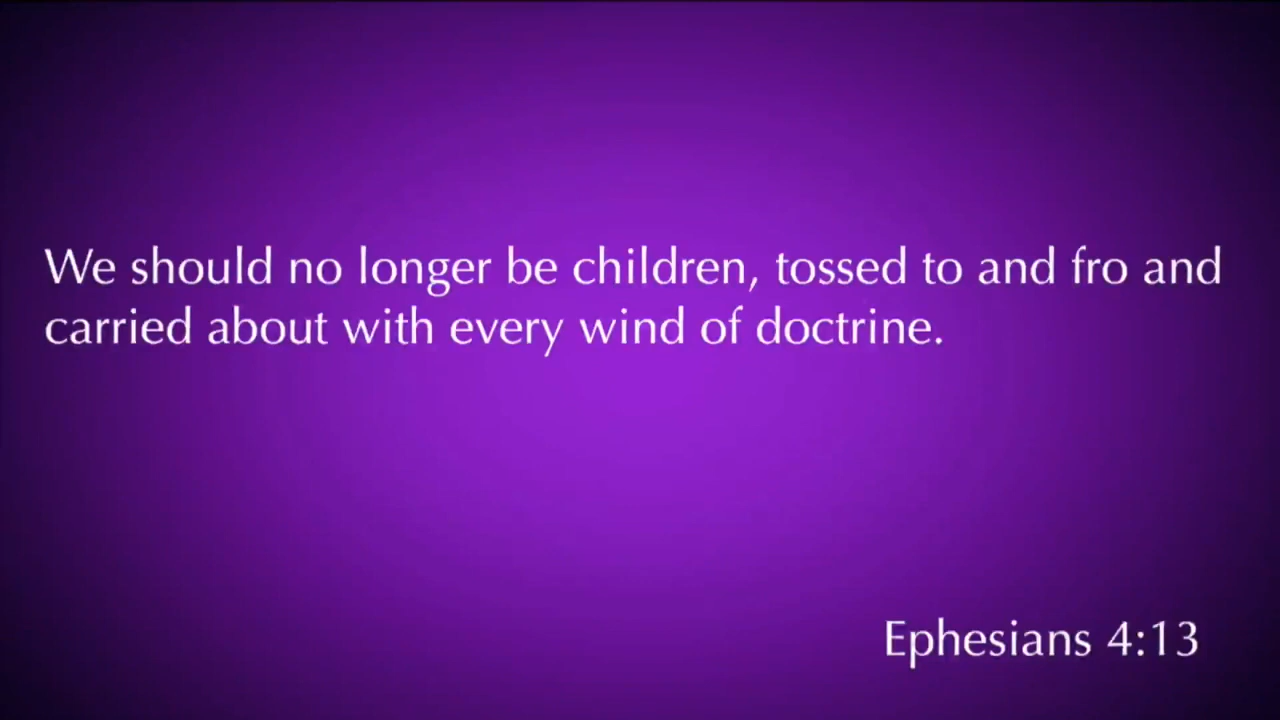 We should no longer be children, tossed to and fro and
carried about with every wind of doctrine.
Ephesians 4:13